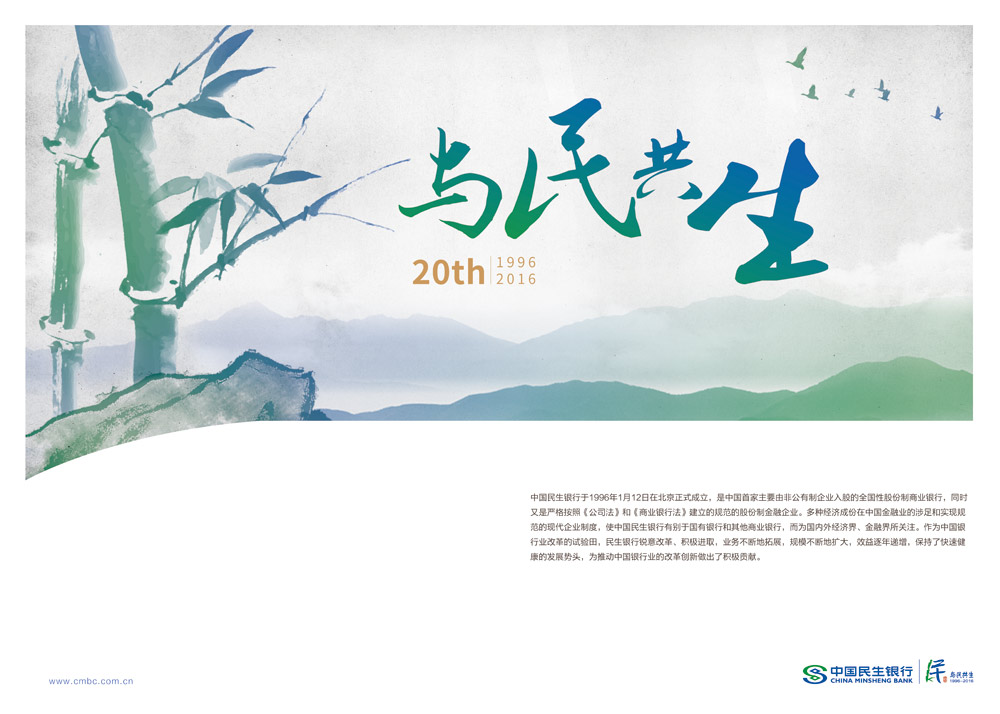 与民共生
20th
1996
2016
中国民生银行于1996年1月12日在北京正式成立，是中国首家主要由非公有制企业入股的全国性股份制商业银行，同时
又是严格按照《公司法》和《商业银行法》建立的规范的股份制金融企业。多种经济成份在中国金融业的涉足和实现规
范的现代企业制度，使中国民生银行有别于国有银行和其他商业银行，而为国内外经济界、金融界所关注。作为中国银
行业改革的试验田，民生银行锐意改革、积极进取，业务不断地拓展，规模不断地扩大，效益逐年递增，保持了快速健
康的发展势头，为推动中国银行业的改革创新做出了积极贡献。
www.cmbc.com.cn
中国民生银行
CHINA MINSHENG BANK
与民共生
1996-2016